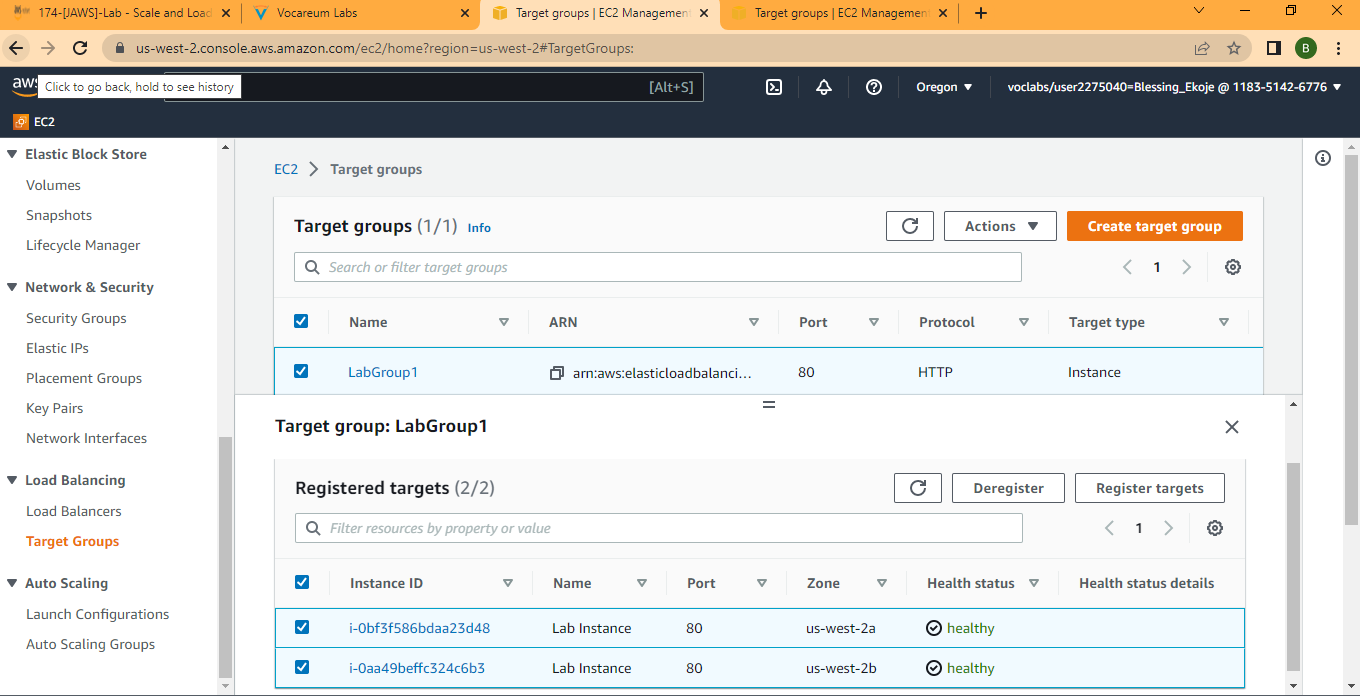 174-[JAWS]-Lab - Scale and Load
Vocareum Labs
Target groups | EC2 Managemen
Target groups | EC2 Managemen
us-west-2.console.aws.amazon.com/ec2/home?region=us-west-2#TargetGroups:
B
aws
Click to go back, hold to see history
[Alt+S]
Oregon
voclabs/user2275040=Blessing_Ekoje @ 1183-5142-6776
EC2
Elastic Block Store
Volumes
Snapshots
Lifecycle Manager
Network & Security
Security Groups
Elastic IPs
Placement Groups
Key Pairs
Network Interfaces
Load Balancing
Load Balancers
Target Groups
Auto Scaling
Launch Configurations
Auto Scaling Groups
EC2 > Target groups
Target groups (1/1) Info
Actions
Create target group
Search or filter target groups
1
Name ARN Port Protocol Target type
LabGroup1 arn:aws:elasticloadbalanci... 80 HTTP Instance
Target group: LabGroup1
Registered targets (2/2)
Deregister
Register targets
Filter resources by property or value
1
Instance ID Name Port Zone Health status Health status details
i-0bf3f586bdaa23d48 Lab Instance 80 us-west-2a healthy
i-0aa49beffc324c6b3 Lab Instance 80 us-west-2b healthy